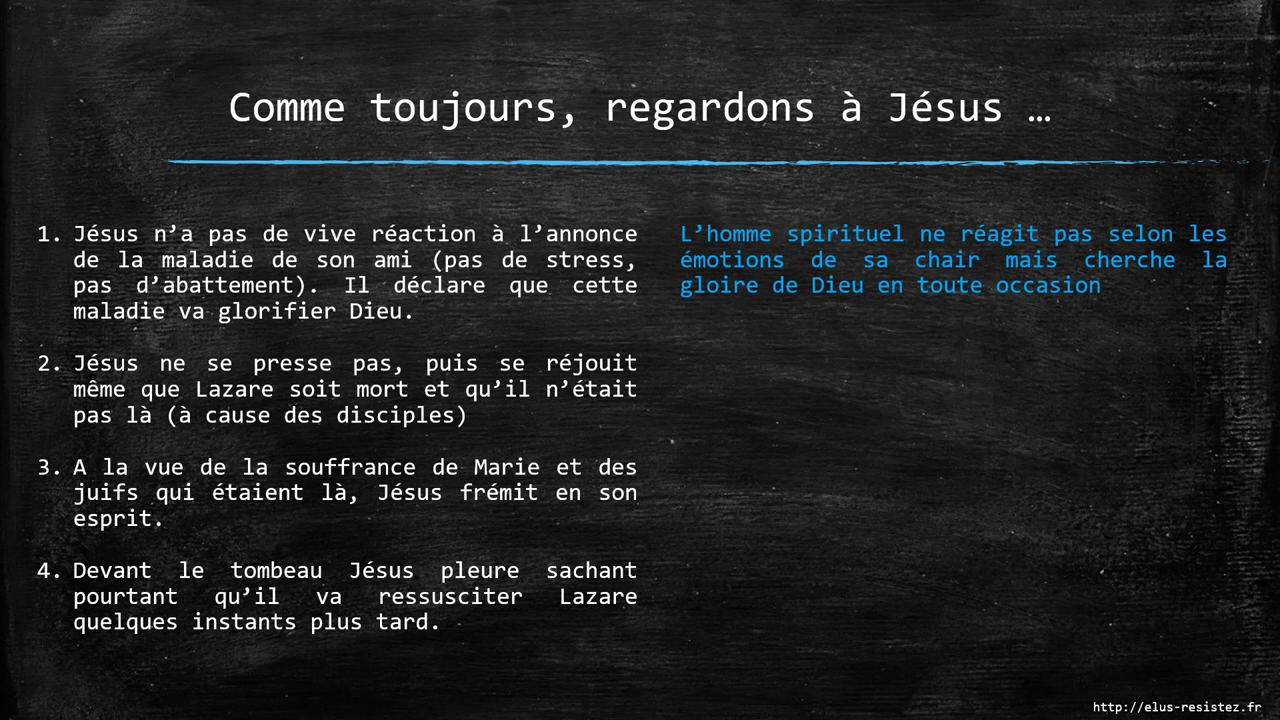 Comme toujours, regardons à Jésus …
1. Jésus n’a pas de vive réaction à l’annonce
de la maladie de son ami (pas de stress,
pas d’abattement). Il déclare que cette
maladie va glorifier Dieu.
2. Jésus ne se presse pas, puis se réjouit
même que Lazare soit mort et qu’il n’était
pas là (à cause des disciples)
3. A la vue de la souffrance de Marie et des
juifs qui étaient là, Jésus frémit en son
esprit.
4. Devant le tombeau Jésus pleure sachant
pourtant qu’il va ressusciter Lazare
quelques instants plus tard.
L’homme spirituel ne réagit pas selon les
émotions de sa chair mais cherche la
gloire de Dieu en toute occasion
http://elus-resistez.fr